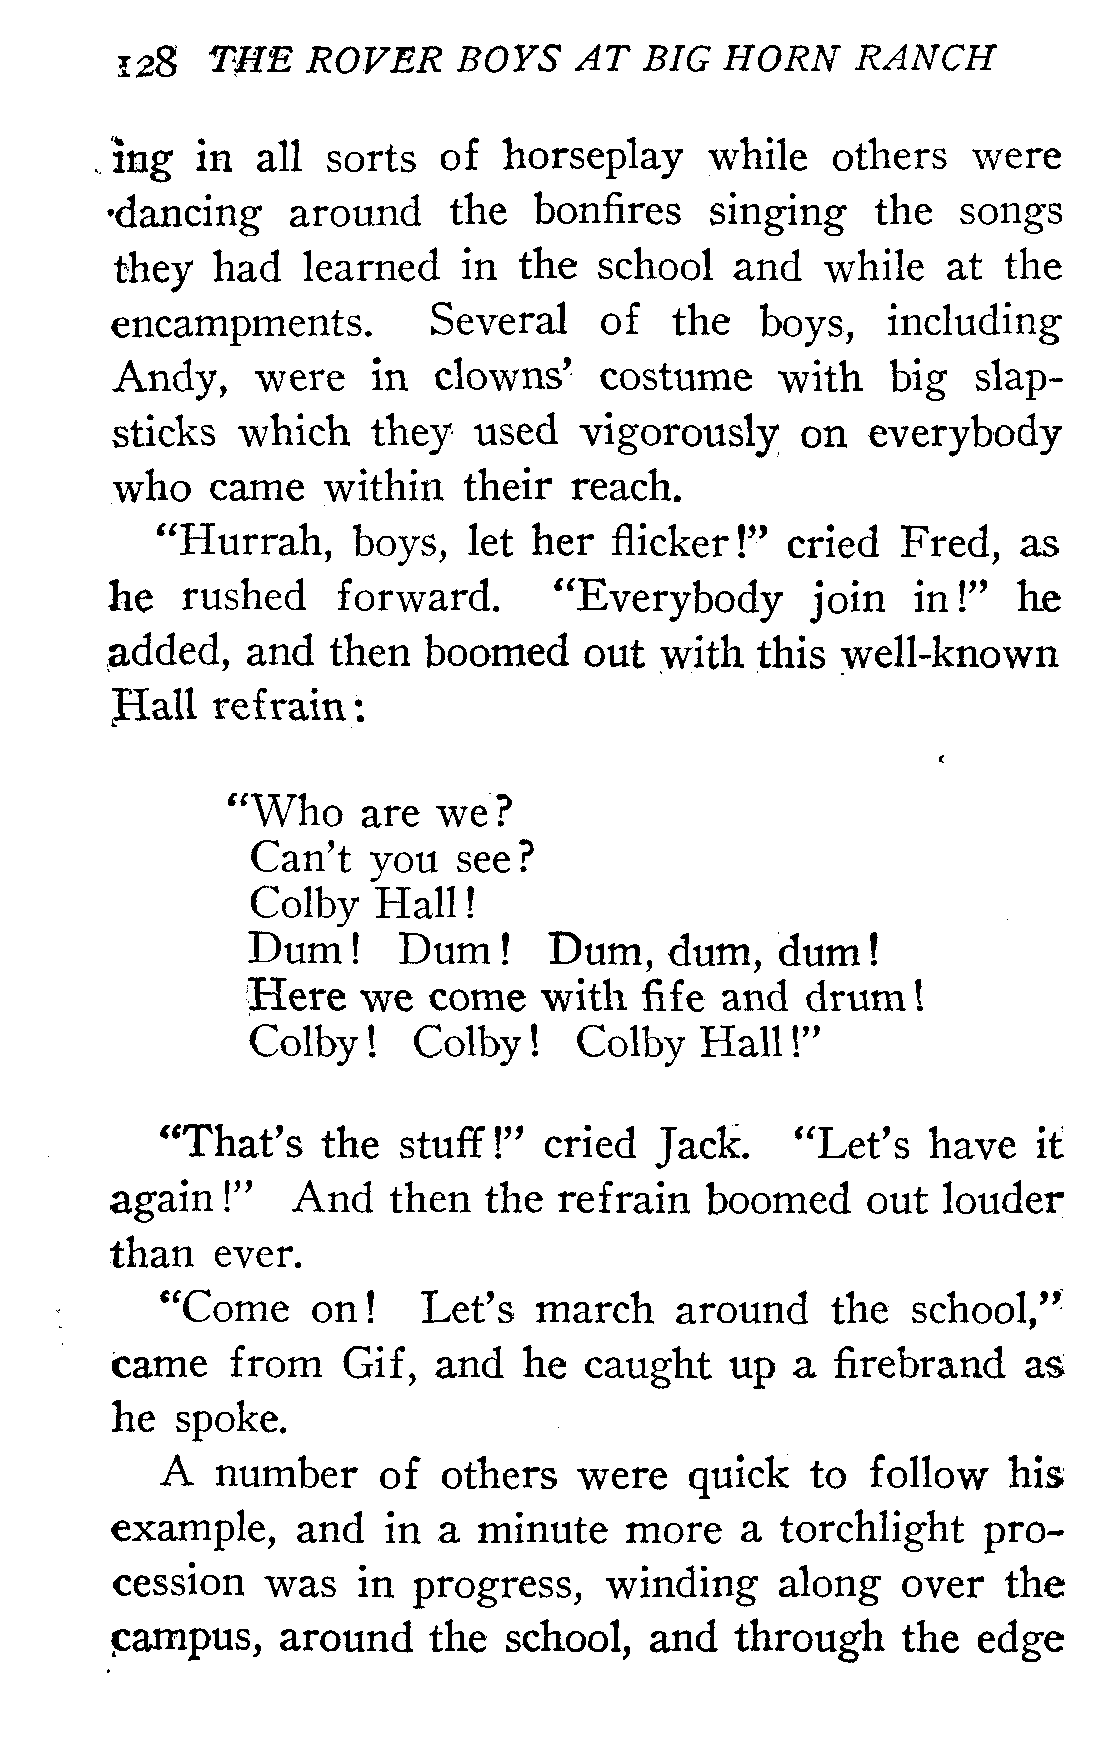 128 THE ROVER BOYS AT BIG HORN RANCH
ing in all sorts of horseplay while others were
dancing around the bonfires singing the songs
they had learned in the school and while at the
encampments. Several of the boys, including
Andy, were in clowns' costume with big slap-
sticks which they used vigorously on everybody
who came within their reach.
"Hurrah, boys, let her flicker!" cried Fred, as
he rushed forward. "Everybody join in!" he
added, and then boomed out with this well-known
Hall refrain:
"Who are we?
Can't you see?
Colby Hall!
Dum! Dum! Dum, dum, dum!
Here we come with fife and drum!
Colby! Colby! Colby Hall!"
"That's the stuff!" cried Jack. "Let's have it
again!" And then the refrain boomed out louder
than ever.
"Come on! Let's march around the school,"
came from Gif, and he caught up a firebrand as
he spoke.
A number of others were quick to follow his
example, and in a minute more a torchlight pro-
cession was in progress, winding along over the
campus, around the school, and through the edge